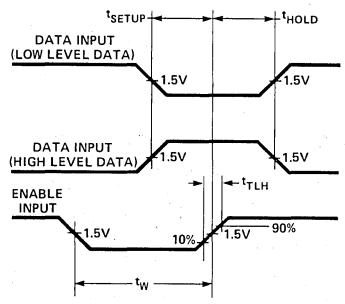 tSETUP
tHOLD
DATA INPUT
(LOW LEVEL DATA)
1.5V
1.5V
DATA INPUT
(HIGH LEVEL DATA)
1.5V
1.5V
tTLH
ENABLE
INPUT
1.5V
10%
1.5V
90%
tW